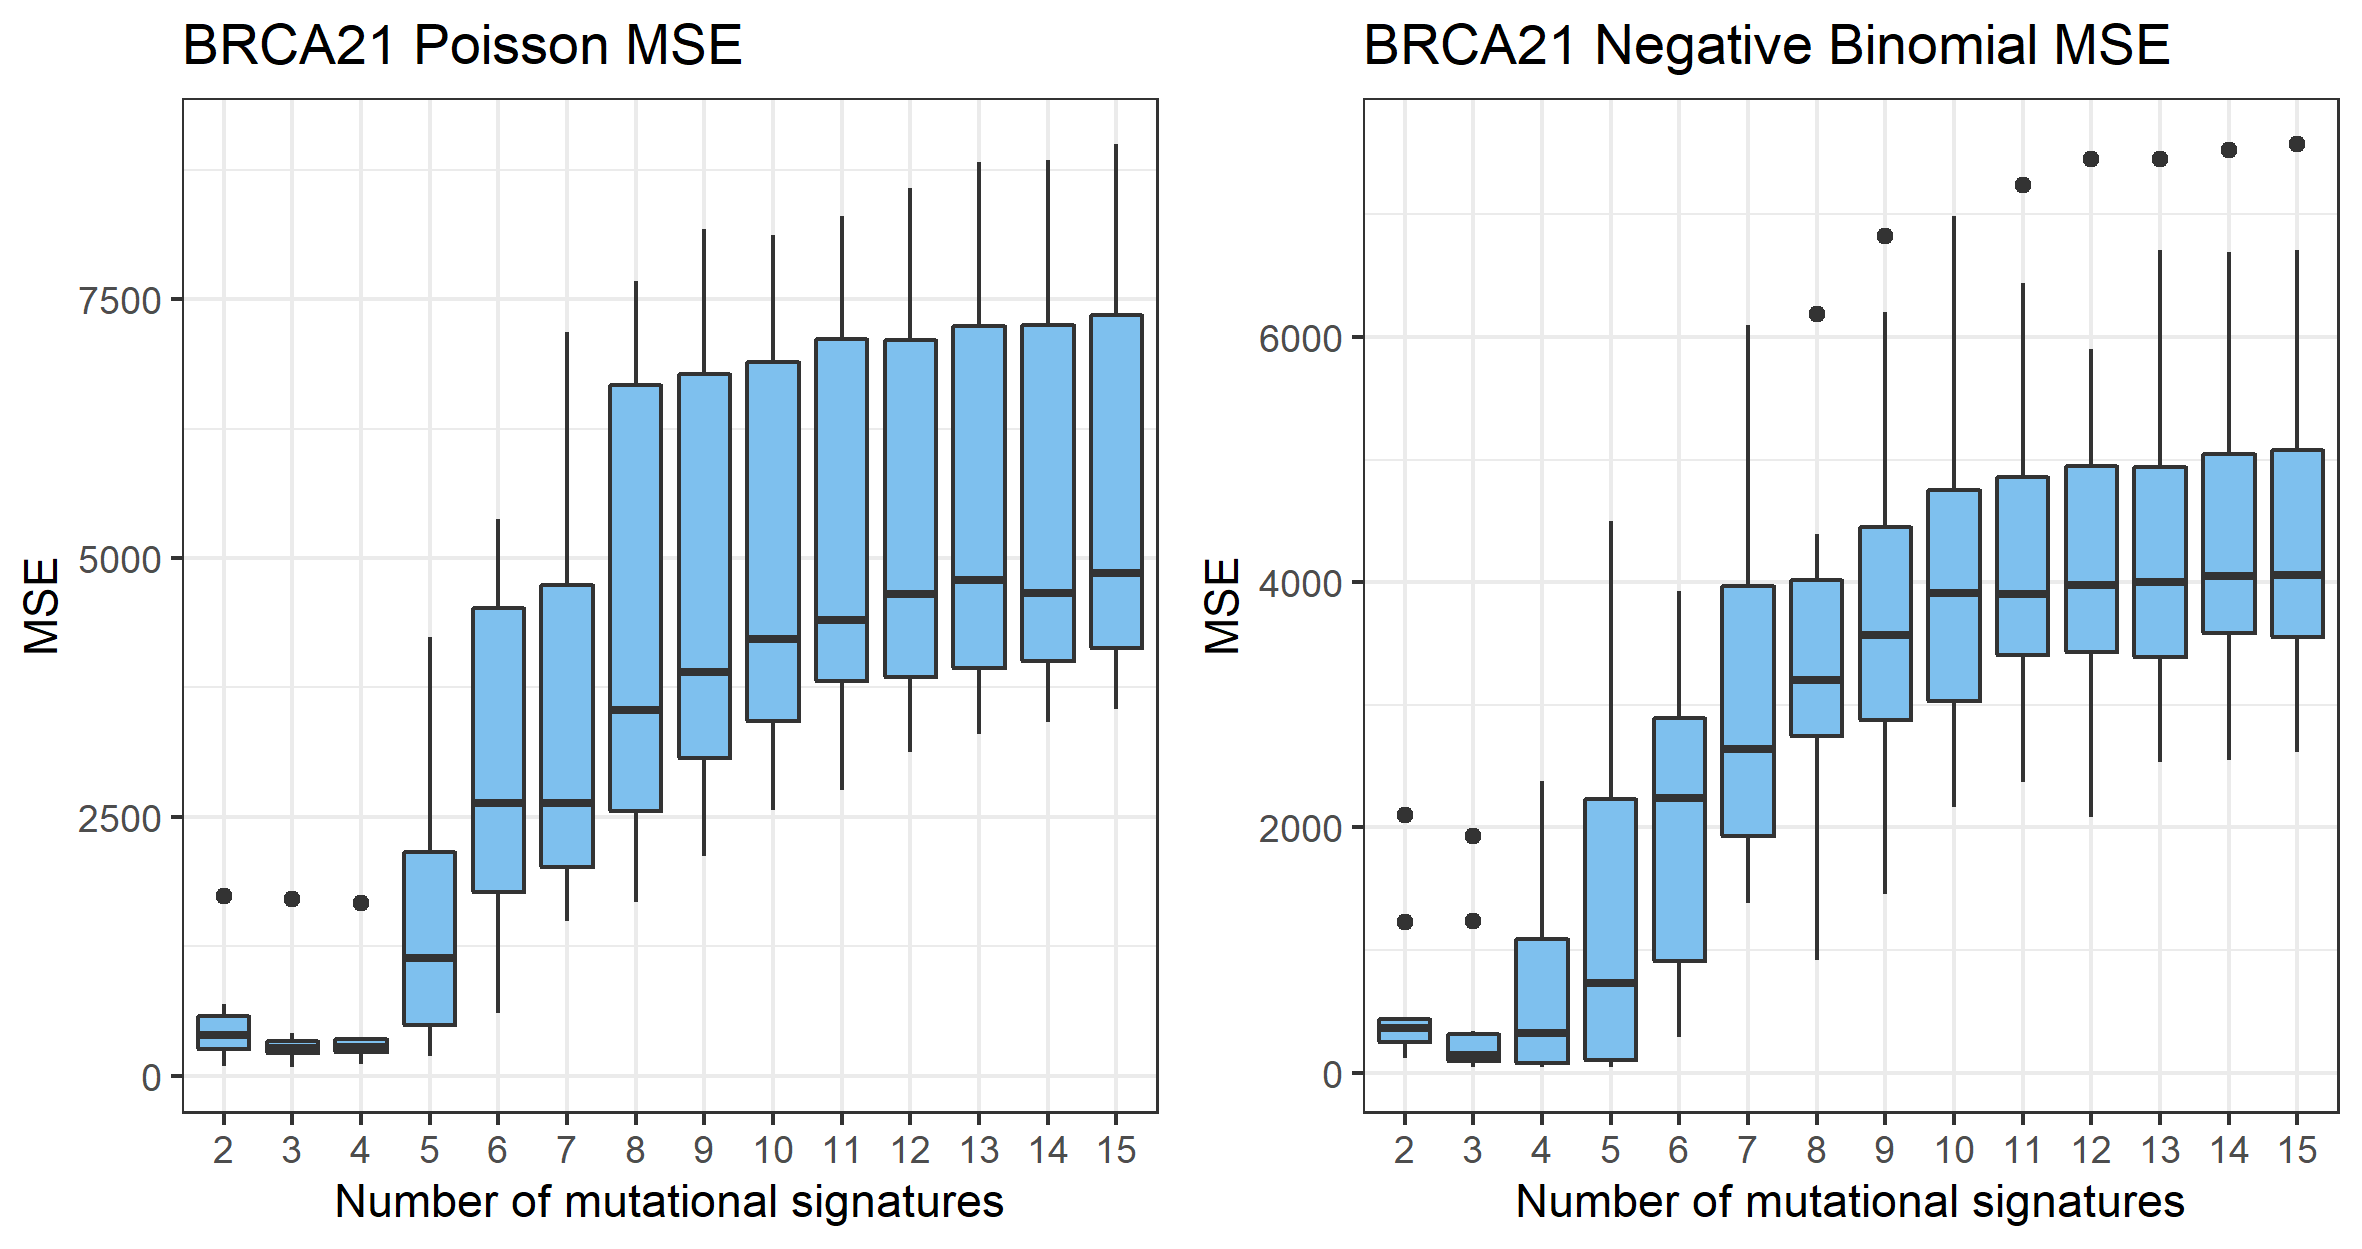 BRCA21 Poisson MSE
MSE
7500
5000
2500
0
2 3 4 5 6 7 8 9 10 11 12 13 14 15
Number of mutational signatures
BRCA21 Negative Binomial MSE
MSE
6000
4000
2000
0
2 3 4 5 6 7 8 9 10 11 12 13 14 15
Number of mutational signatures